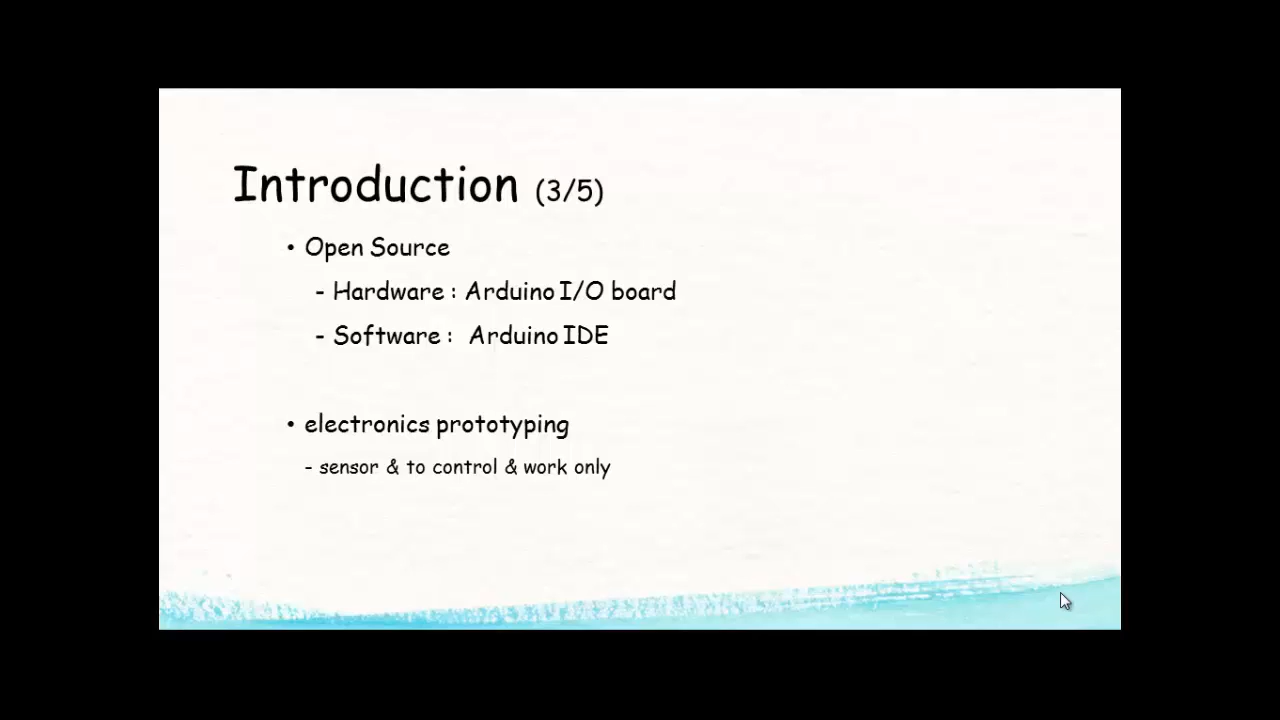 Introduction (3/5)
• Open Source
- Hardware : Arduino I/O board
- Software : Arduino IDE
• electronics prototyping
- sensor & to control & work only